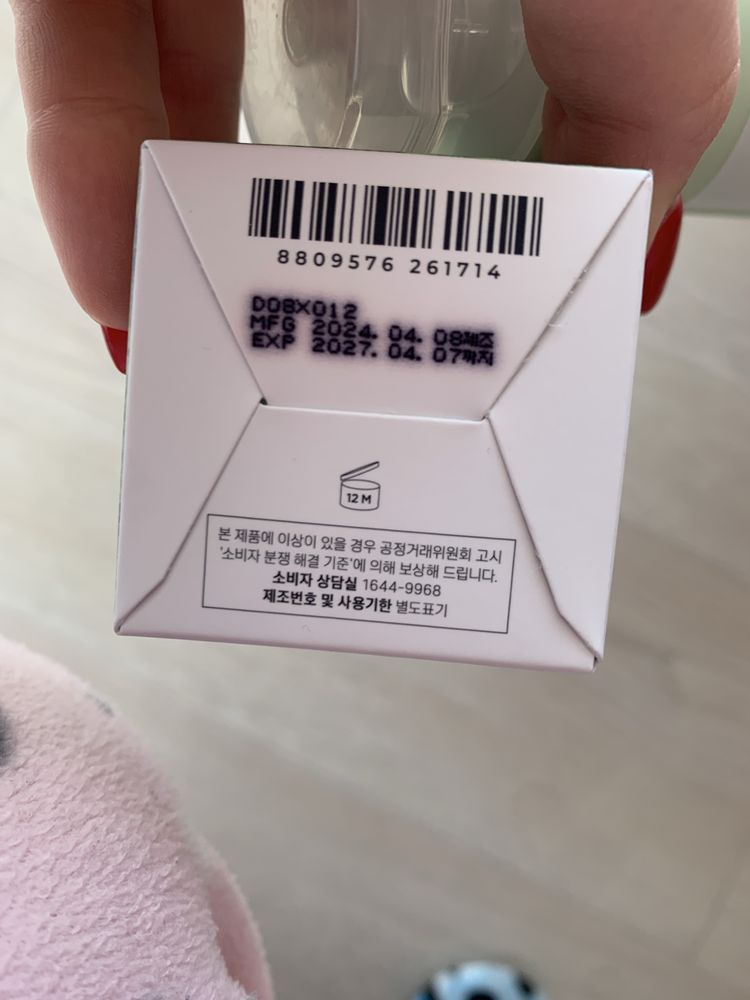 8809576 261714
D08X012
MFG 2024. 04. 08제조
EXP 2027. 04. 07까지
12 M
본 제품에 이상이 있을 경우 공정거래위원회 고시
'소비자 분쟁 해결 기준'에 의해 보상해 드립니다.
소비자 상담실 1644-9968
제조번호 및 사용기한 별도표기